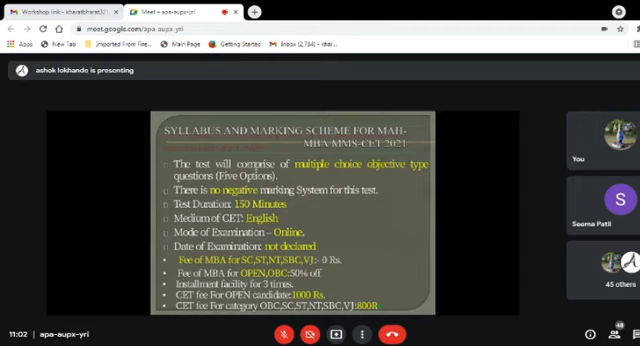 Workshop link - kharatbharat321
Meet – apa-aupx-yri
meet.google.com/apa-aupx-yri
Apps
New Tab
Imported From Fire...
Main Page
Getting Started
Inbox (2,784) - khar...
ashok lokhande is presenting
SYLLABUS AND MARKING SCHEME FOR MAH-
MBA/MMS-CET 2021
The test will comprise of multiple choice objective type
questions (Five Options).
There is no negative marking System for this test.
Test Duration: 150 Minutes
Medium of CET: English
Mode of Examination – Online.
Date of Examination: not declared
Fee of MBA for SC,ST,NT,SBC,VJ:- 0 Rs.
Fee of MBA for OPEN,OBC:50% off
Installment facility for 3 times.
CET fee For OPEN candidate:1000 Rs.
CET fee For category OBC,SC,ST,NT,SBC,VJ:800R
You
S
Seema Patil
45 others
11:02
apa-aupx-yri
48